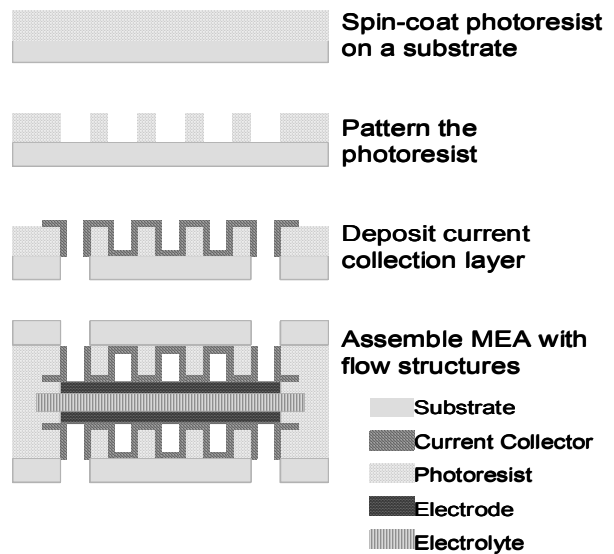 Spin-coat photoresist
on a substrate
Pattern the
photoresist
Deposit current
collection layer
Assemble MEA with
flow structures
Substrate
Current Collector
Photoresist
Electrode
Electrolyte